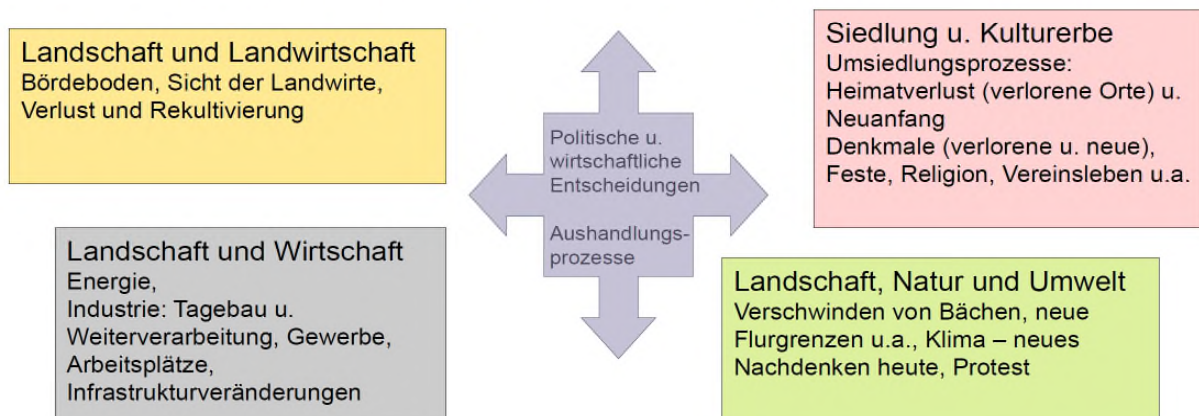 Landschaft und Landwirtschaft
Bördeboden, Sicht der Landwirte,
Verlust und Rekultivierung
Politische u.
wirtschaftliche
Entscheidungen
Aushandlungs-
prozesse
Siedlung u. Kulturerbe
Umsiedlungsprozesse:
Heimatverlust (verlorene Orte) u.
Neuanfang
Denkmale (verlorene u. neue),
Feste, Religion, Vereinsleben u.a.
Landschaft und Wirtschaft
Energie,
Industrie: Tagebau u.
Weiterverarbeitung, Gewerbe,
Arbeitsplätze,
Infrastrukturveränderungen
Landschaft, Natur und Umwelt
Verschwinden von Bächen, neue
Flurgrenzen u.a., Klima – neues
Nachdenken heute, Protest